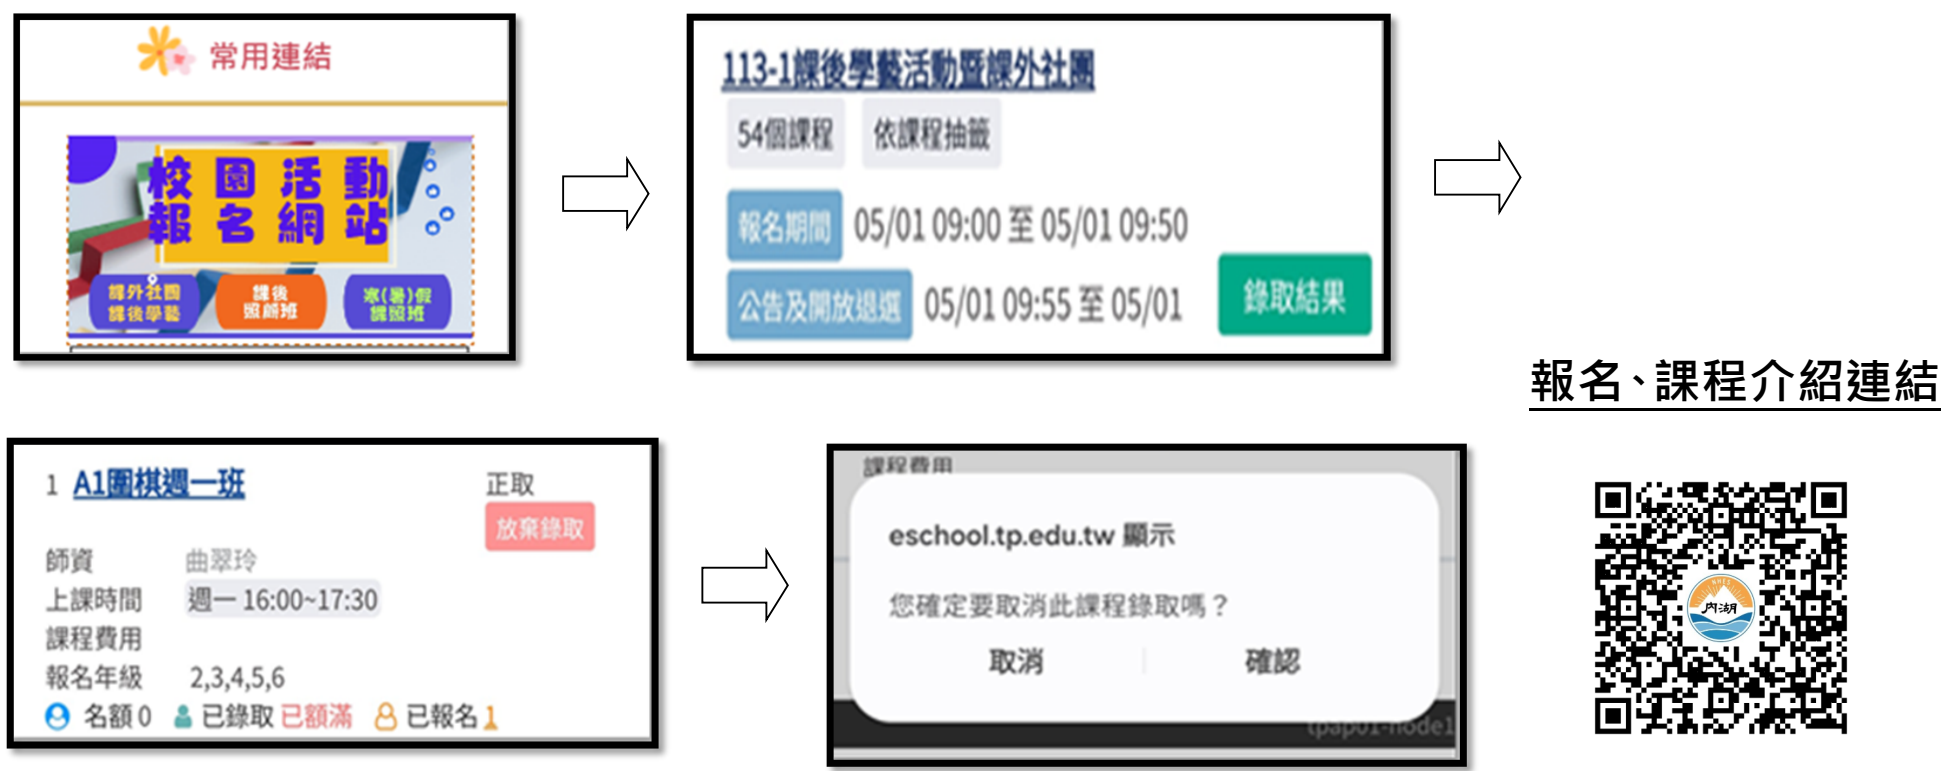 常用連結
校園活動
報名網站
課外社團
課後學藝
課後
照顧班
寒(暑)假
課照班
113-1課後學藝活動暨課外社團
54個課程
依課程抽籤
報名期間 05/01 09:00 至 05/01 09:50
公告及開放退選 05/01 09:55 至 05/01
錄取結果
報名、課程介紹連結
1 A1圍棋週一班
正取
放棄錄取
師資 曲翠玲
上課時間 週一 16:00~17:30
課程費用
報名年級 2,3,4,5,6
名額 0 已錄取 已額滿 已報名 1
課程費用
eschool.tp.edu.tw 顯示
您確定要取消此課程錄取嗎？
取消
確認
tpap01-node1
NHES
內湖